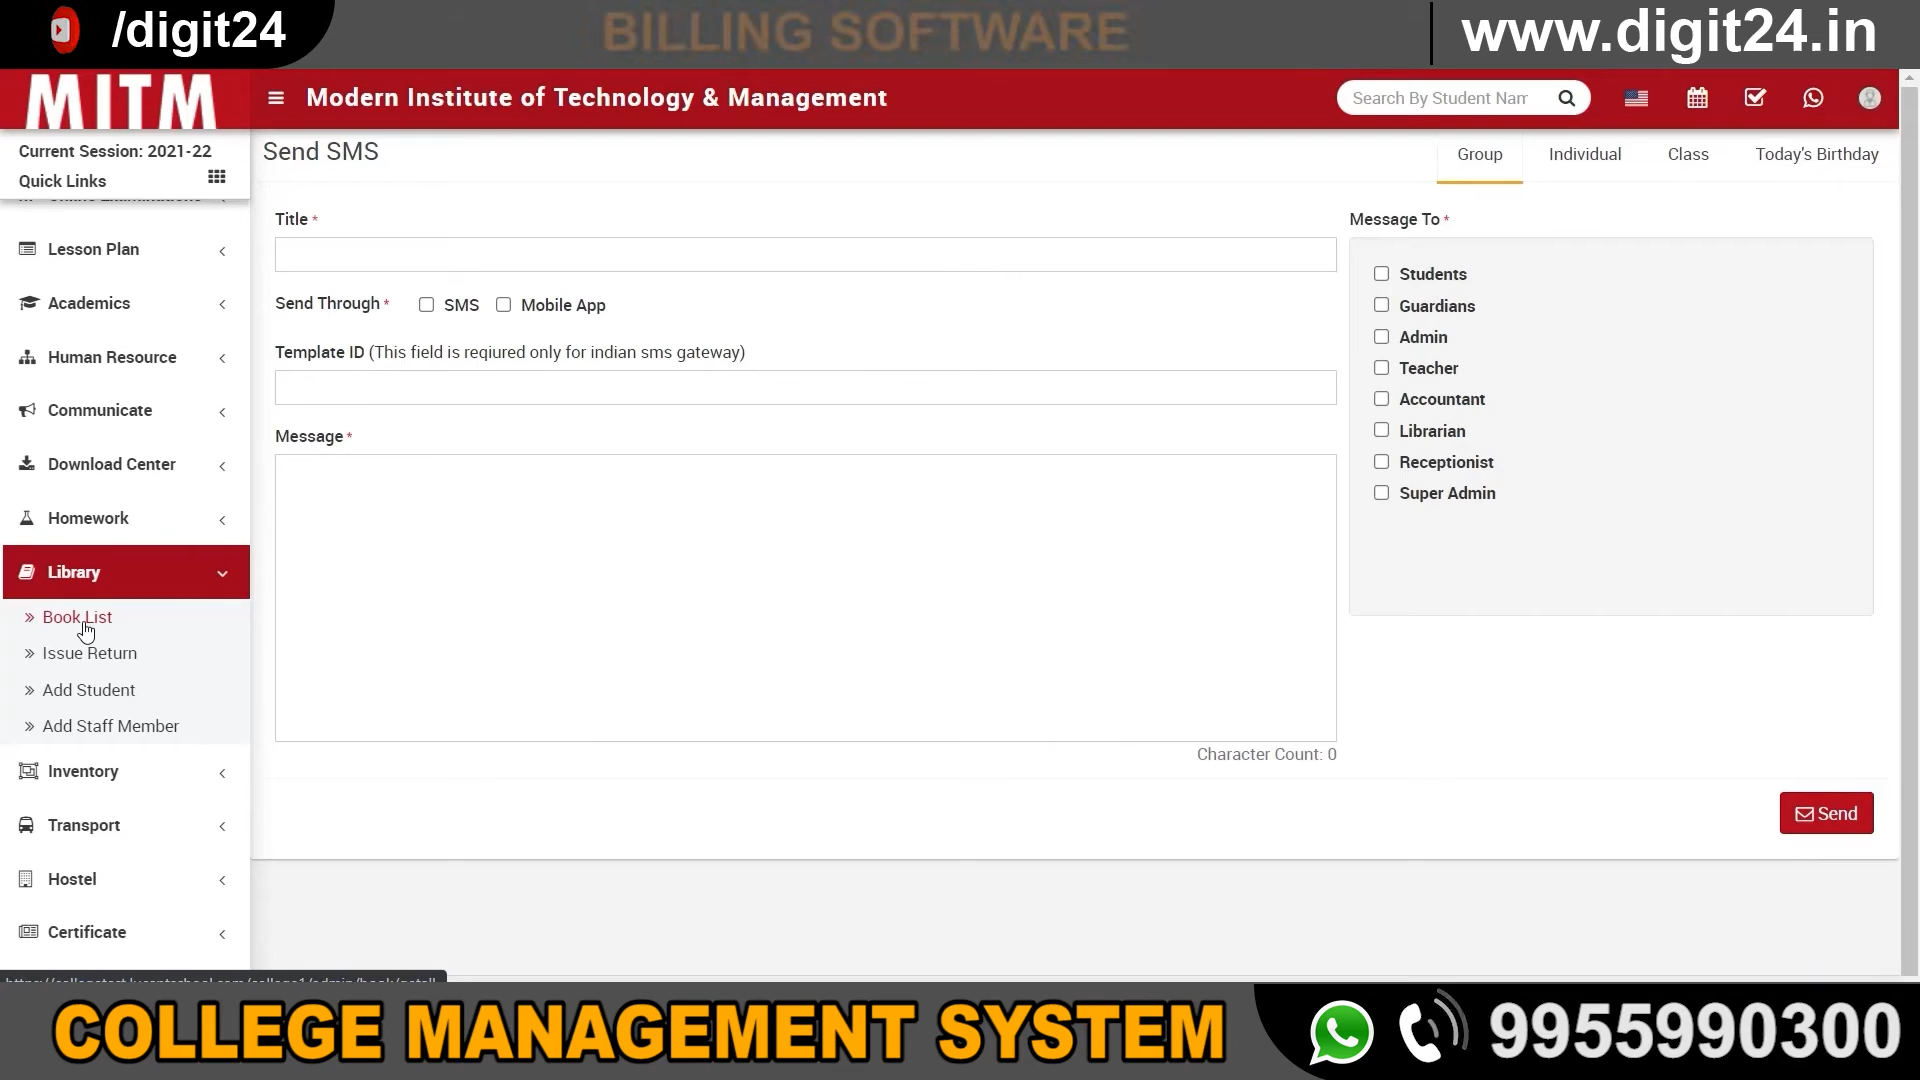 /digit24
BILLING SOFTWARE
www.digit24.in
MITM
Modern Institute of Technology & Management
Search By Student Nam
Current Session: 2021-22
Quick Links
Send SMS
Group
Individual
Class
Today's Birthday
Online Examinations
Lesson Plan
Academics
Human Resource
Communicate
Download Center
Homework
Library
» Book List
» Issue Return
» Add Student
» Add Staff Member
Inventory
Transport
Hostel
Certificate
Title *
Send Through * SMS Mobile App
Template ID (This field is reqiured only for indian sms gateway)
Message *
Character Count: 0
Message To *
Students
Guardians
Admin
Teacher
Accountant
Librarian
Receptionist
Super Admin
Send
COLLEGE MANAGEMENT SYSTEM
9955990300